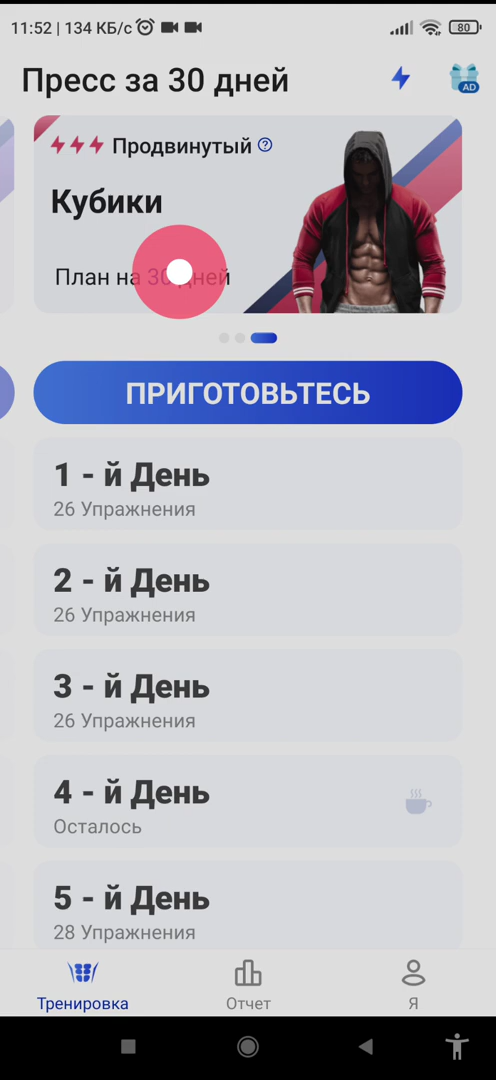 11:52 | 134 КБ/с
80
Пресс за 30 дней
AD
Продвинутый
Кубики
План на 30 дней
ПРИГОТОВЬТЕСЬ
1 - й День
26 Упражнения
2 - й День
26 Упражнения
3 - й День
26 Упражнения
4 - й День
Осталось
5 - й День
28 Упражнения
Тренировка
Отчет
Я